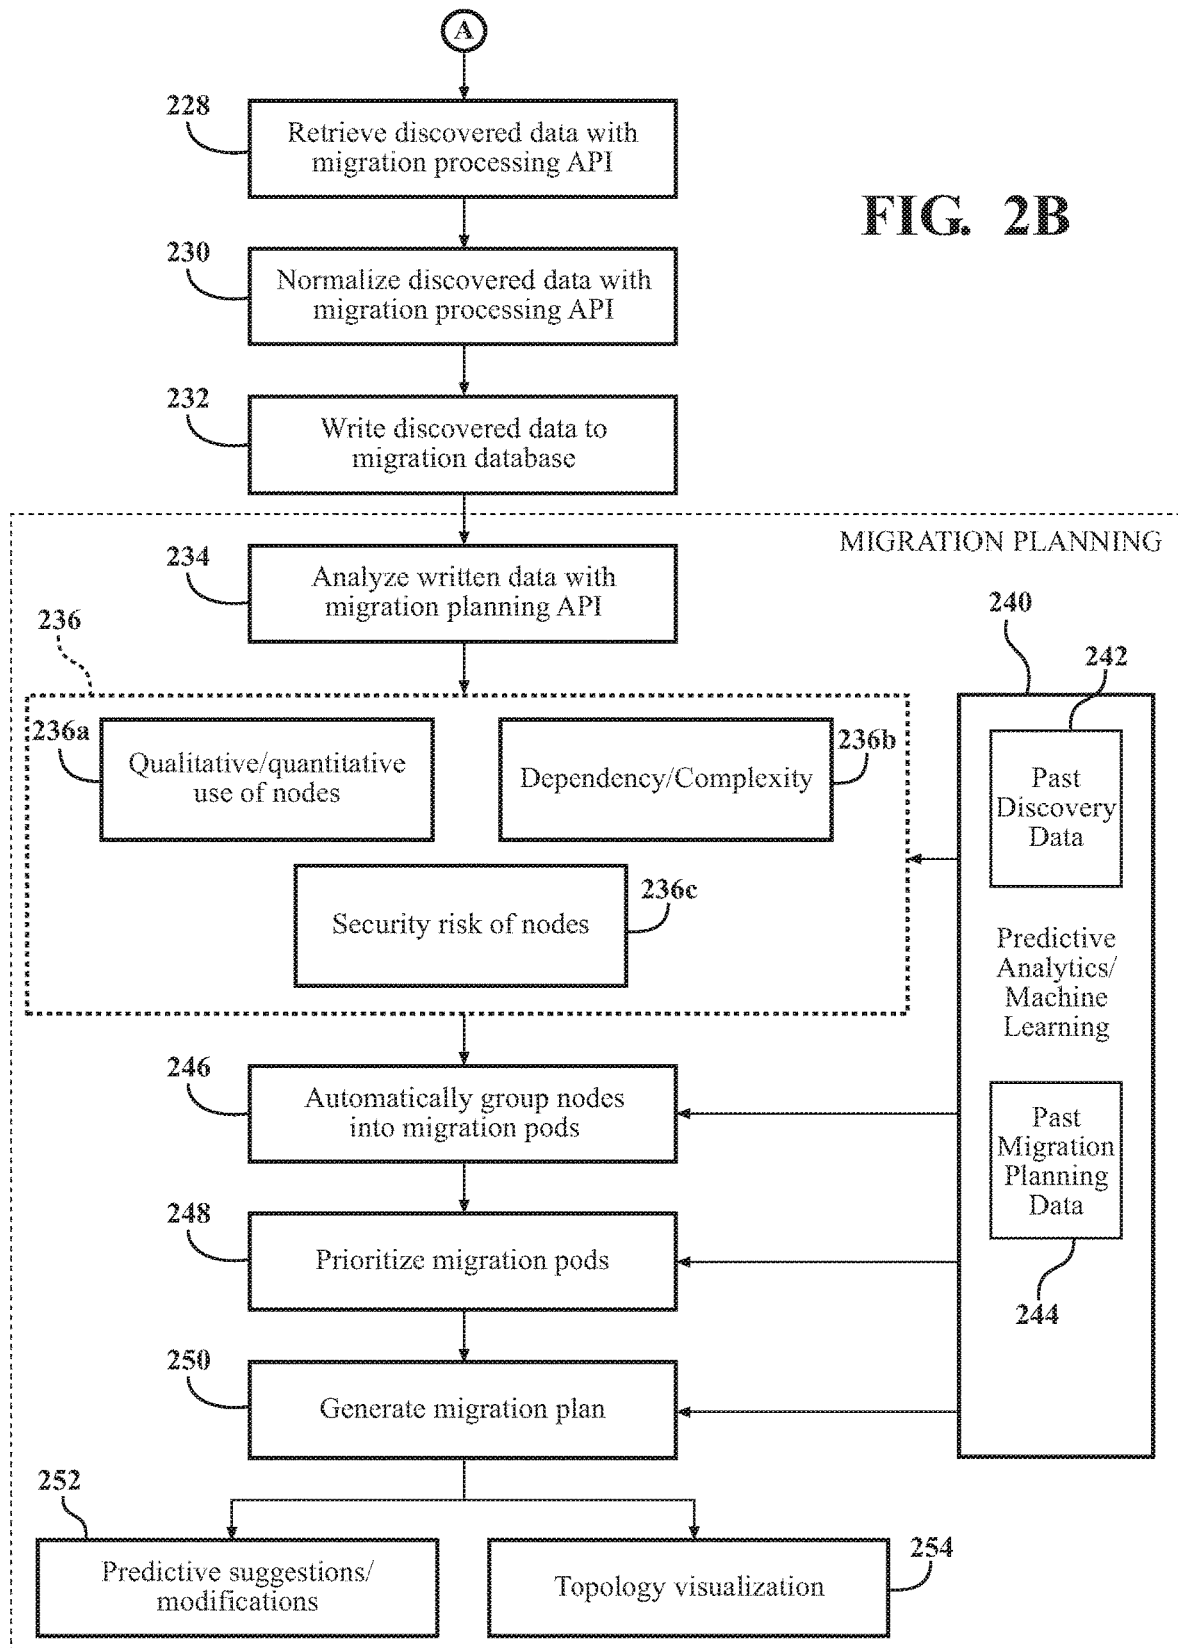 A
228
Retrieve discovered data with
migration processing API
FIG. 2B
230
Normalize discovered data with
migration processing API
232
Write discovered data to
migration database
MIGRATION PLANNING
234
Analyze written data with
migration planning API
236
240
242
236a
Qualitative/quantitative
use of nodes
236b
Dependency/Complexity
Past
Discovery
Data
236c
Security risk of nodes
Predictive
Analytics/
Machine
Learning
246
Automatically group nodes
into migration pods
Past
Migration
Planning
Data
248
Prioritize migration pods
244
250
Generate migration plan
252
Predictive suggestions/
modifications
254
Topology visualization